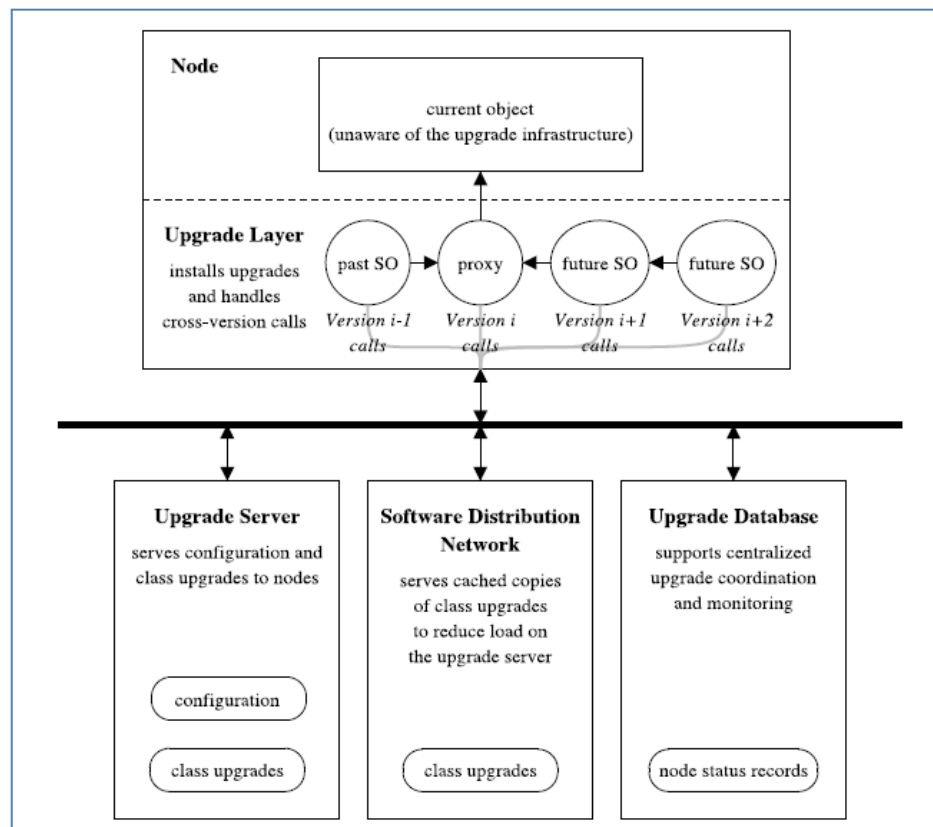 Node
current object
(unaware of the upgrade infrastructure)
Upgrade Layer
installs upgrades
and handles
cross-version calls
past SO
proxy
future SO
future SO
Version i-1
calls
Version i
calls
Version i+1
calls
Version i+2
calls
Upgrade Server
serves configuration and
class upgrades to nodes
configuration
class upgrades
Software Distribution
Network
serves cached copies
of class upgrades
to reduce load on
the upgrade server
class upgrades
Upgrade Database
supports centralized
upgrade coordination
and monitoring
node status records